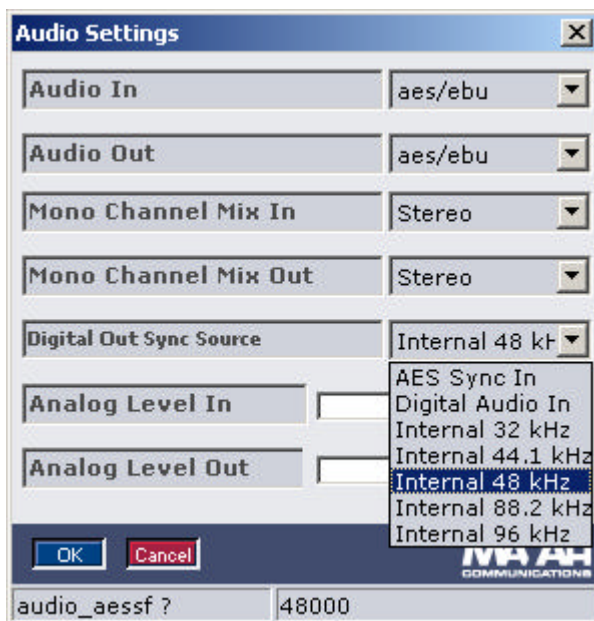 Audio Settings
Audio In
aes/ebu
Audio Out
aes/ebu
Mono Channel Mix In
Stereo
Mono Channel Mix Out
Stereo
Digital Out Sync Source
Internal 48 kH
AES Sync In
Digital Audio In
Internal 32 kHz
Internal 44.1 kHz
Internal 48 kHz
Internal 88.2 kHz
Internal 96 kHz
Analog Level In
Analog Level Out
OK
Cancel
COMMUNICATIONS
audio_aessf ?
48000